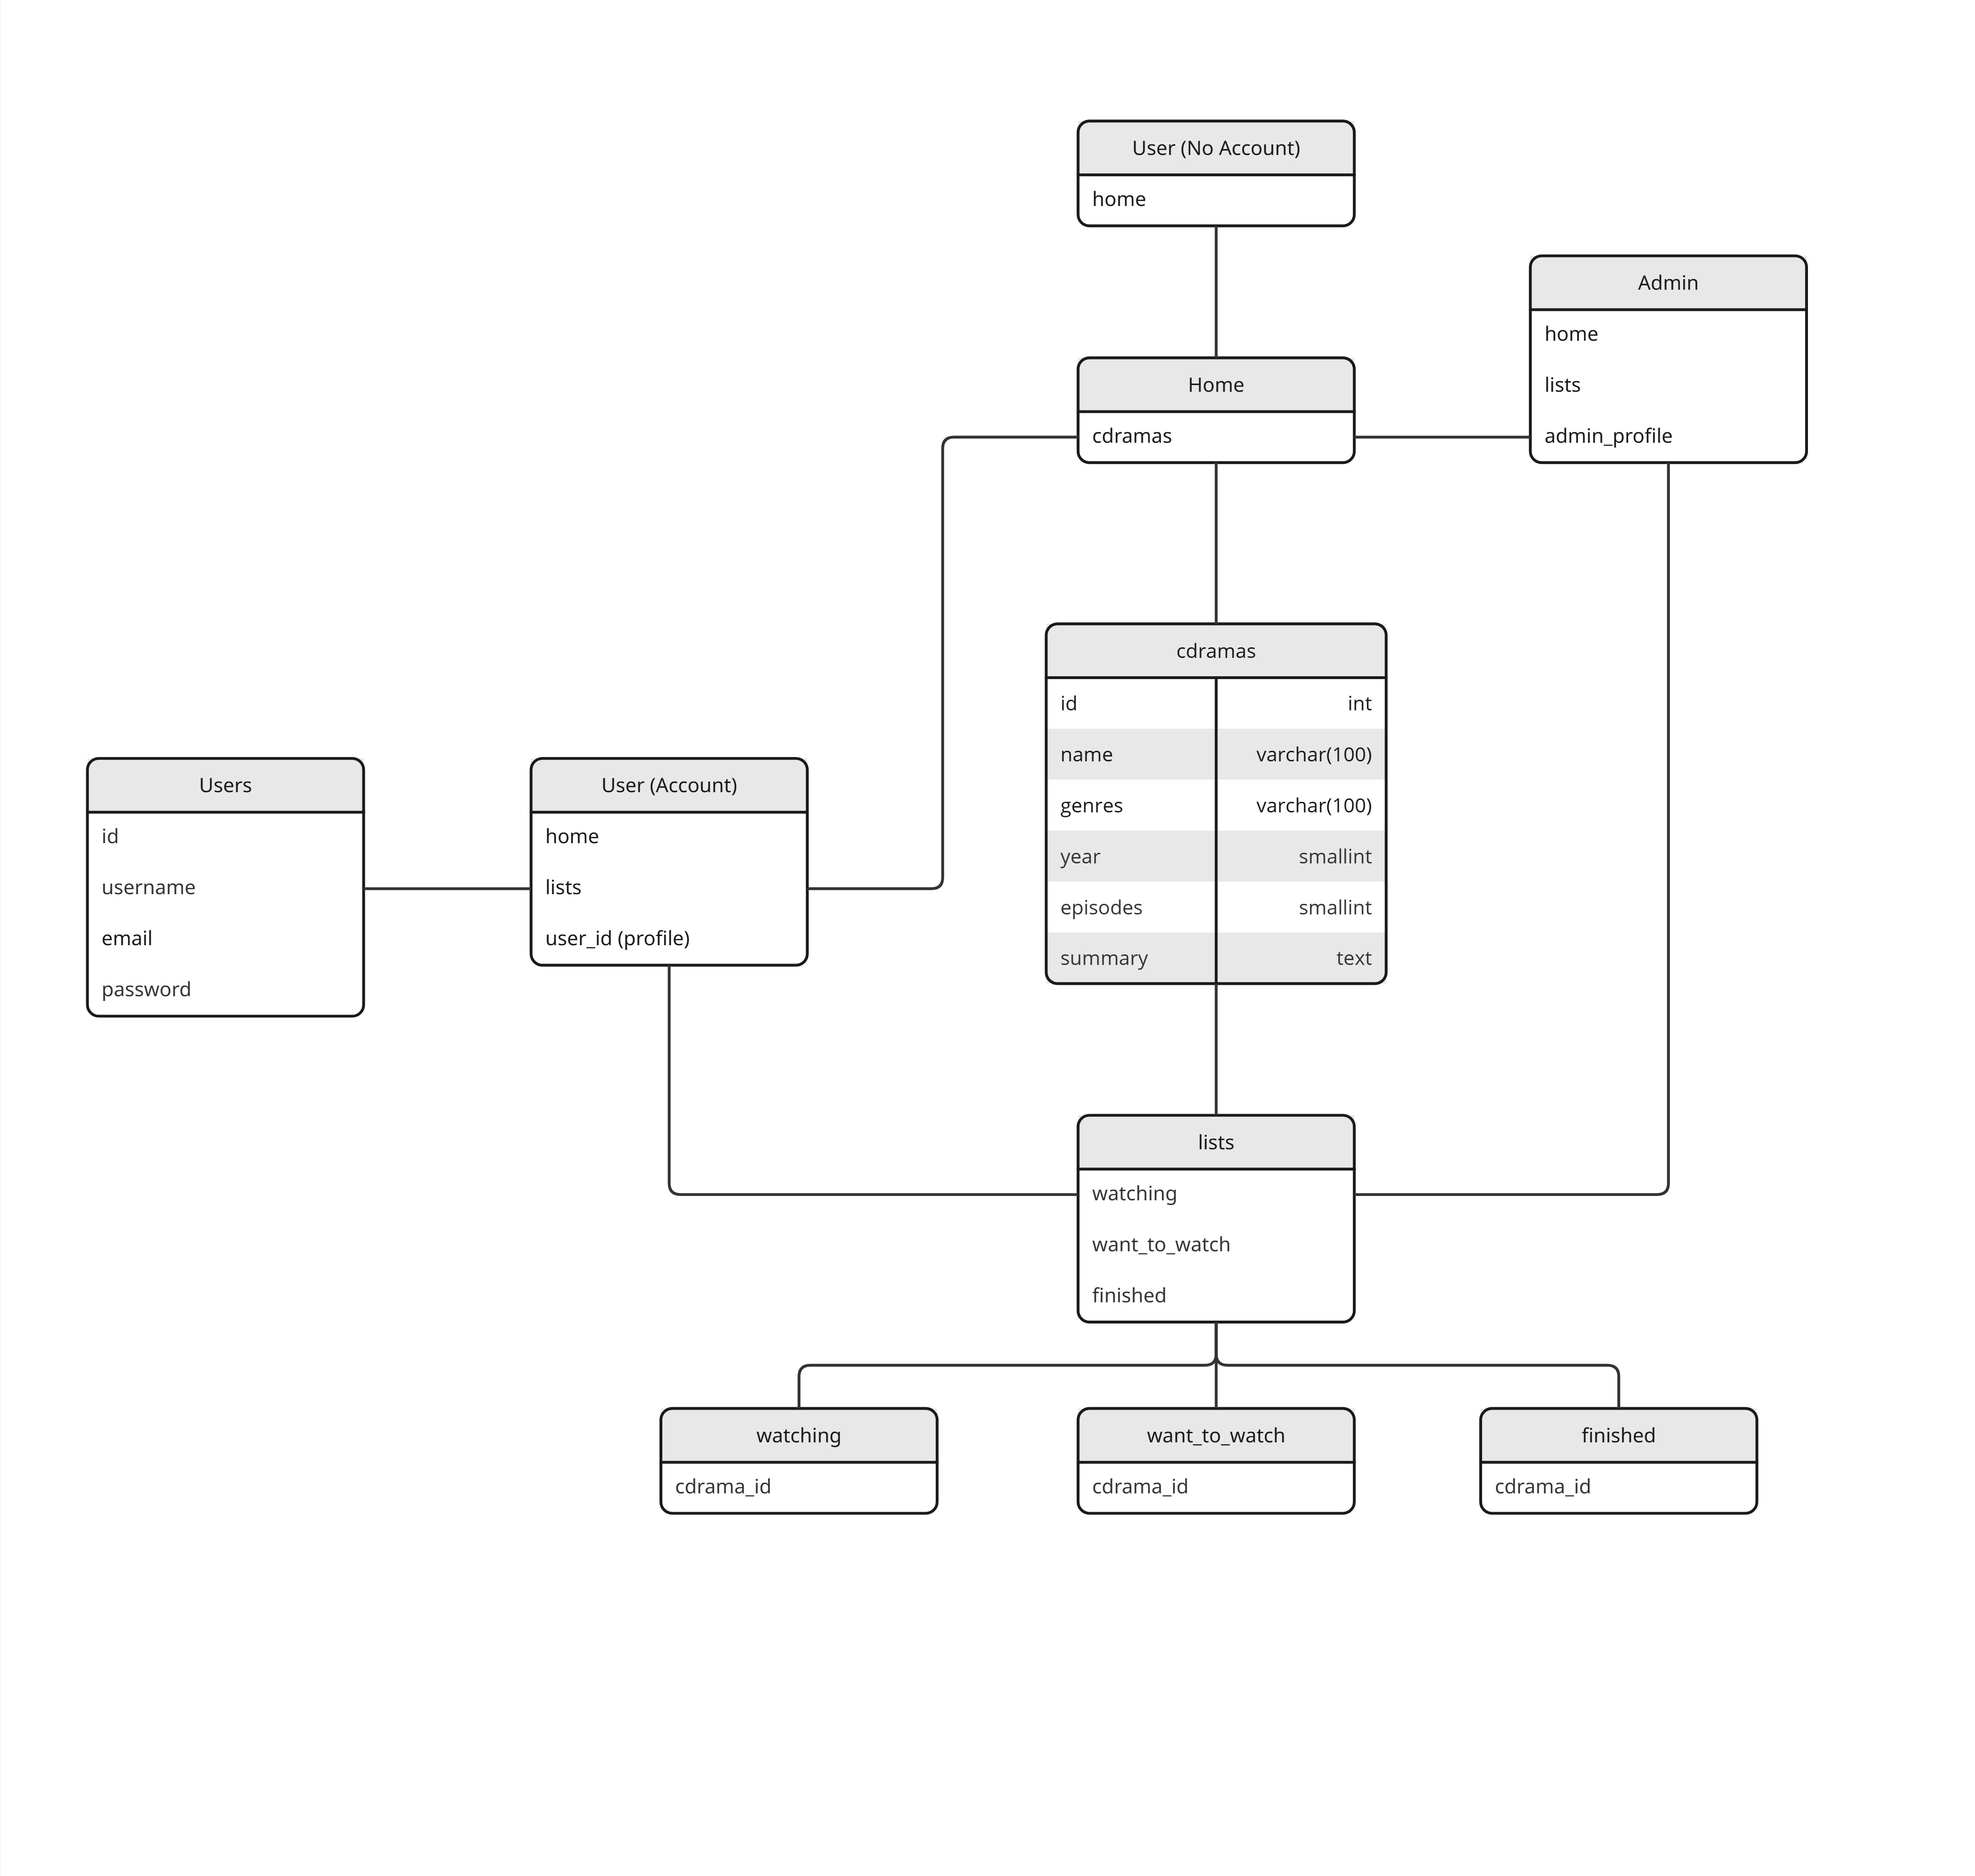 User (No Account)
home
Admin
home
lists
admin_profile
Home
cdramas
cdramas
id int
name varchar(100)
genres varchar(100)
year smallint
episodes smallint
summary text
Users
id
username
email
password
User (Account)
home
lists
user_id (profile)
lists
watching
want_to_watch
finished
watching
cdrama_id
want_to_watch
cdrama_id
finished
cdrama_id